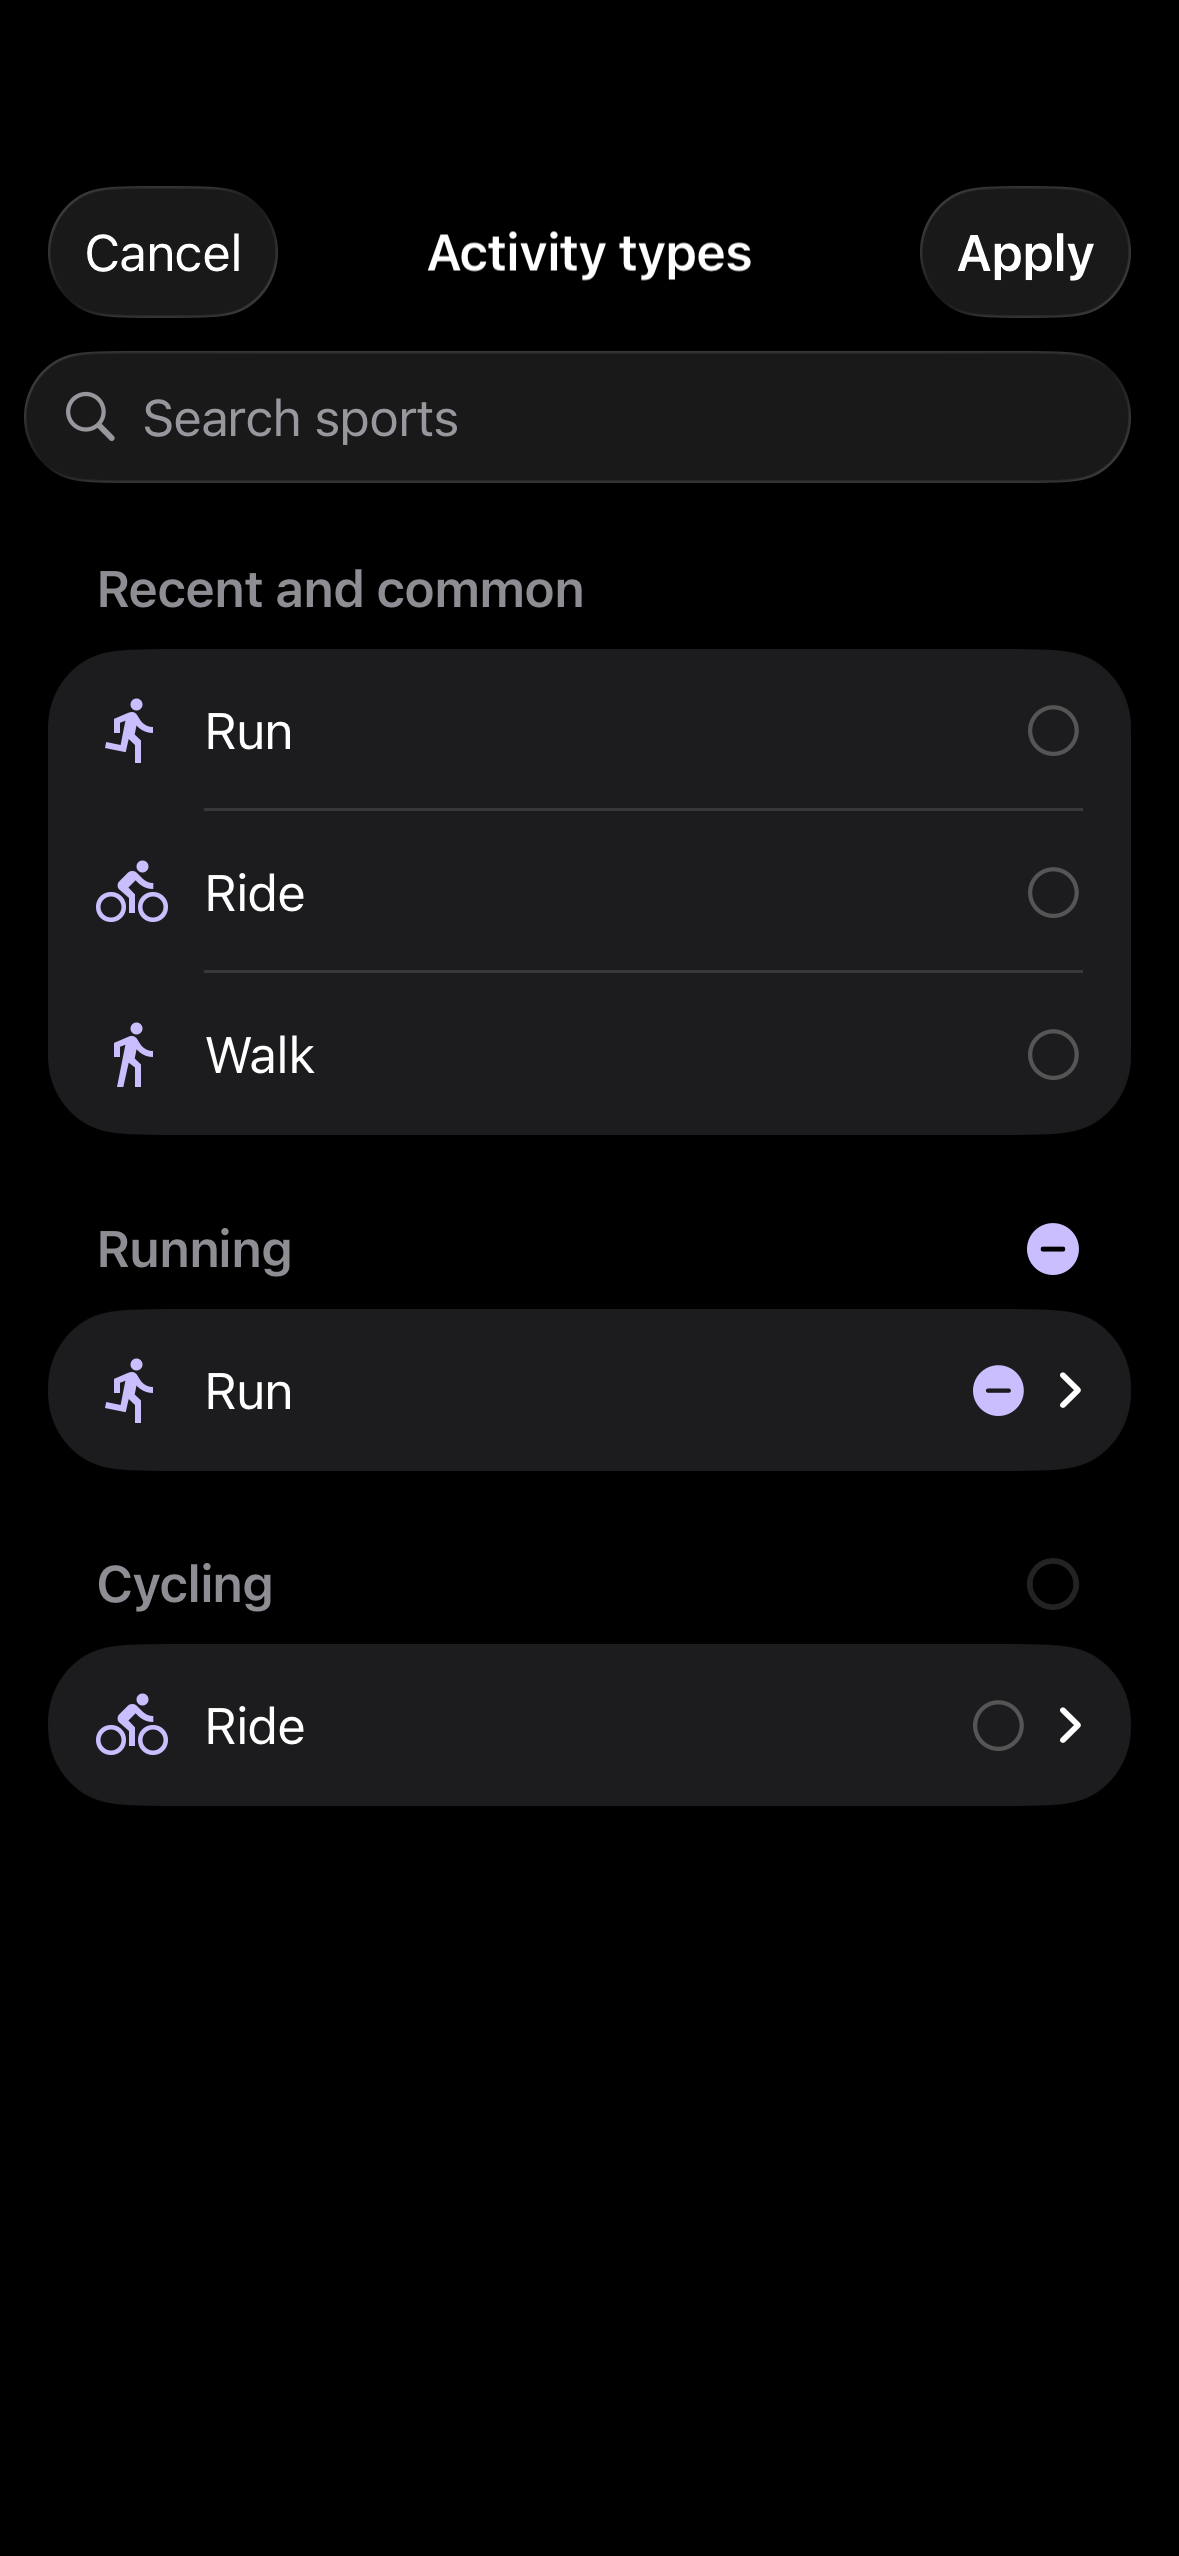 Cancel
Activity types
Apply
Search sports
Recent and common
Run
Ride
Walk
Running
Run
Cycling
Ride